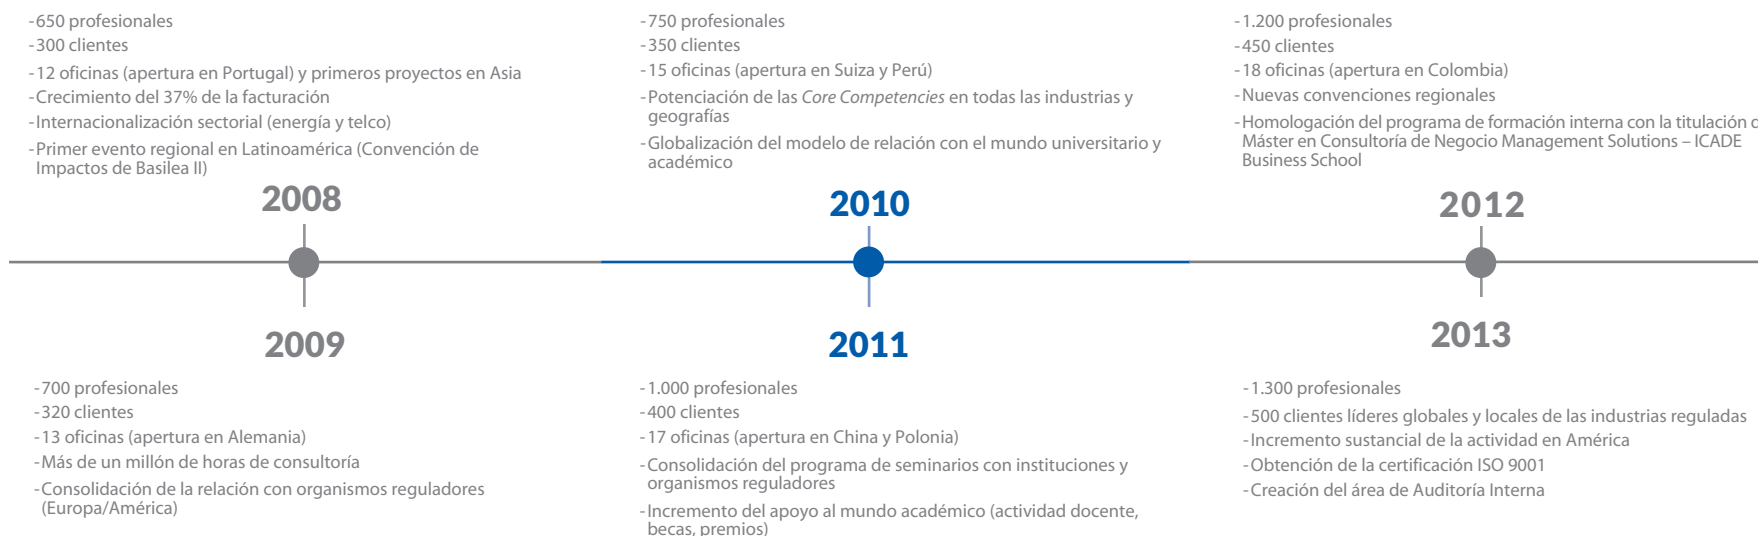 -650 profesionales
-300 clientes
-12 oficinas (apertura en Portugal) y primeros proyectos en Asia
-Crecimiento del 37% de la facturación
-Internacionalización sectorial (energía y telco)
-Primer evento regional en Latinoamérica (Convención de
Impactos de Basilea II)
2008
-750 profesionales
-350 clientes
-15 oficinas (apertura en Suiza y Perú)
-Potenciación de las Core Competencies en todas las industrias y
geografías
-Globalización del modelo de relación con el mundo universitario y
académico
2010
-1.200 profesionales
-450 clientes
-18 oficinas (apertura en Colombia)
-Nuevas convenciones regionales
-Homologación del programa de formación interna con la titulación
Máster en Consultoría de Negocio Management Solutions – ICADE
Business School
2012
2009
-700 profesionales
-320 clientes
-13 oficinas (apertura en Alemania)
-Más de un millón de horas de consultoría
-Consolidación de la relación con organismos reguladores
(Europa/América)
2011
-1.000 profesionales
-400 clientes
-17 oficinas (apertura en China y Polonia)
-Consolidación del programa de seminarios con instituciones y
organismos reguladores
-Incremento del apoyo al mundo académico (actividad docente,
becas, premios)
2013
-1.300 profesionales
-500 clientes líderes globales y locales de las industrias reguladas
-Incremento sustancial de la actividad en América
-Obtención de la certificación ISO 9001
-Creación del área de Auditoría Interna